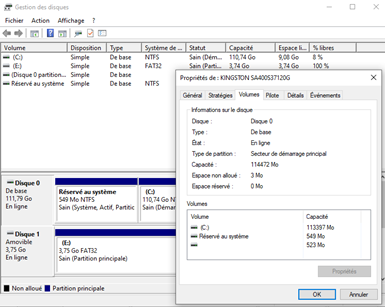 Gestion des disques
Fichier Action Affichage ?
Volume Disposition Type Système de ... Statut Capacité Espace li... % libres
(C:) Simple De base NTFS Sain (Dém... 110,74 Go 9,08 Go 8 %
(E:) Simple De base FAT32 Sain (Parti... 3,74 Go 3,74 Go 100 %
(Disque 0 partition... Simple De base
Réservé au système Simple De base NTFS
Propriétés de : KINGSTON SA400S37120G
Général Stratégies Volumes Pilote Détails Événements
Informations sur le disque
Disque : Disque 0
Type : De base
État : En ligne
Type de partition : Secteur de démarrage principal
Capacité : 114472 Mo
Espace non alloué : 3 Mo
Espace réservé : 0 Mo
Volumes
Volume Capacité
(C:) 113397 Mo
Réservé au système 549 Mo
523 Mo
Propriétés
OK Annuler
Disque 0
De base
111,79 Go
En ligne
Réservé au système
549 Mo NTFS
Sain (Système, Actif, Partitic
(C:)
110,74 Go NT
Sain (Démar
Disque 1
Amovible
3,75 Go
En ligne
(E:)
3,75 Go FAT32
Sain (Partition principale)
Non alloué Partition principale